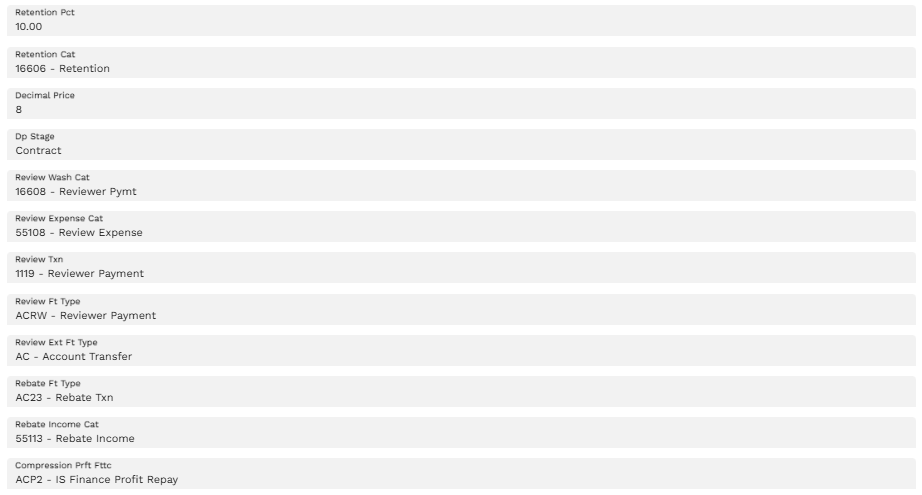 Retention Pct
10.00
Retention Cat
16606 - Retention
Decimal Price
8
Dp Stage
Contract
Review Wash Cat
16608 - Reviewer Pymt
Review Expense Cat
55108 - Review Expense
Review Txn
1119 - Reviewer Payment
Review Ft Type
ACRW - Reviewer Payment
Review Ext Ft Type
AC - Account Transfer
Rebate Ft Type
AC23 - Rebate Txn
Rebate Income Cat
55113 - Rebate Income
Compression Prft Fttc
ACP2 - IS Finance Profit Repay